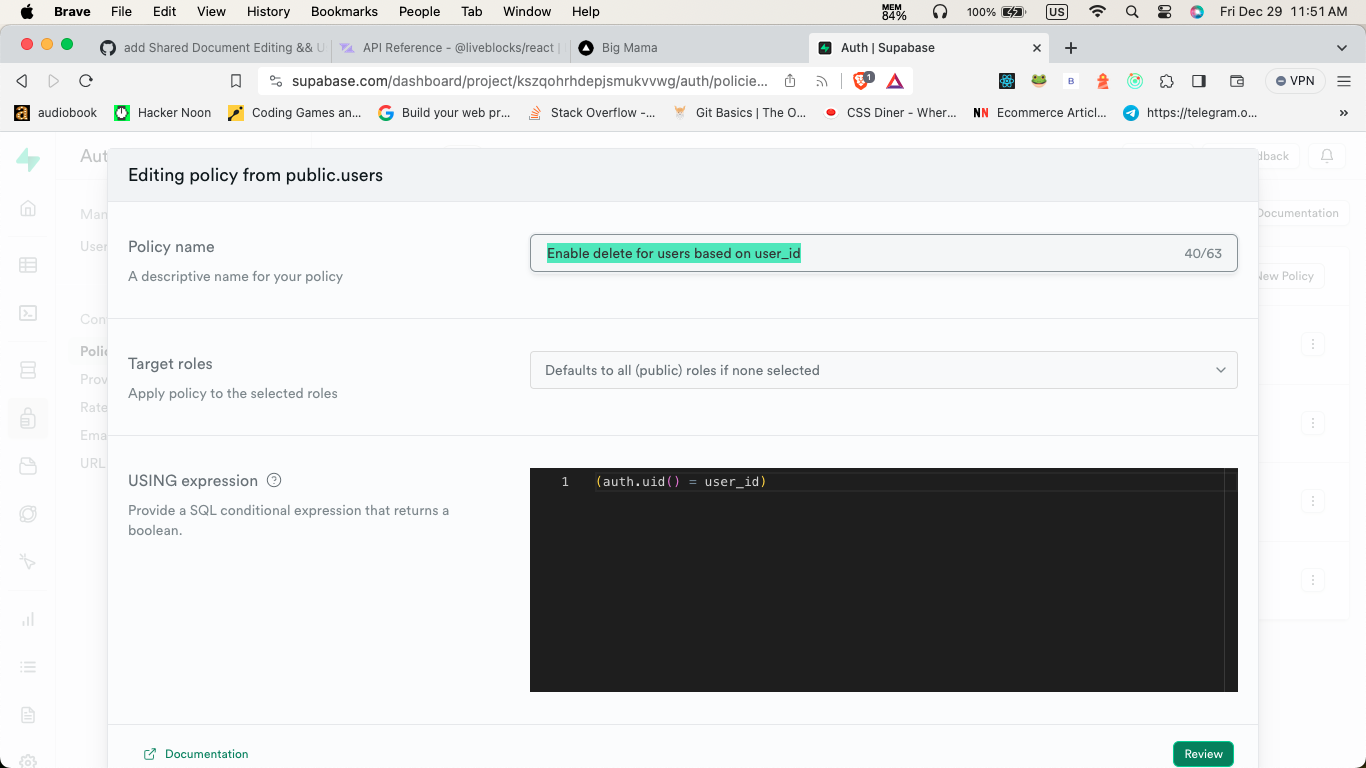 Brave File Edit View History Bookmarks People Tab Window Help MEM 84% 100% US Fri Dec 29 11:51 AM
add Shared Document Editing && U API Reference - @liveblocks/react Big Mama Auth | Supabase
supabase.com/dashboard/project/kszqohrhdepjsmukvvwg/auth/policie... 1 B VPN
audiobook Hacker Noon Coding Games an... Build your web pr... Stack Overflow -... Git Basics | The O... CSS Diner - Wher... NN Ecommerce Articl... https://telegram.o... »
Aut dback
Editing policy from public.users
Man Documentation
User
Policy name
Enable delete for users based on user_id 40/63
A descriptive name for your policy
New Policy
Con
Polic
Target roles
Defaults to all (public) roles if none selected
Prov
Apply policy to the selected roles
Rate
Ema
URL
USING expression
1 (auth.uid() = user_id)
Provide a SQL conditional expression that returns a
boolean.
Documentation Review